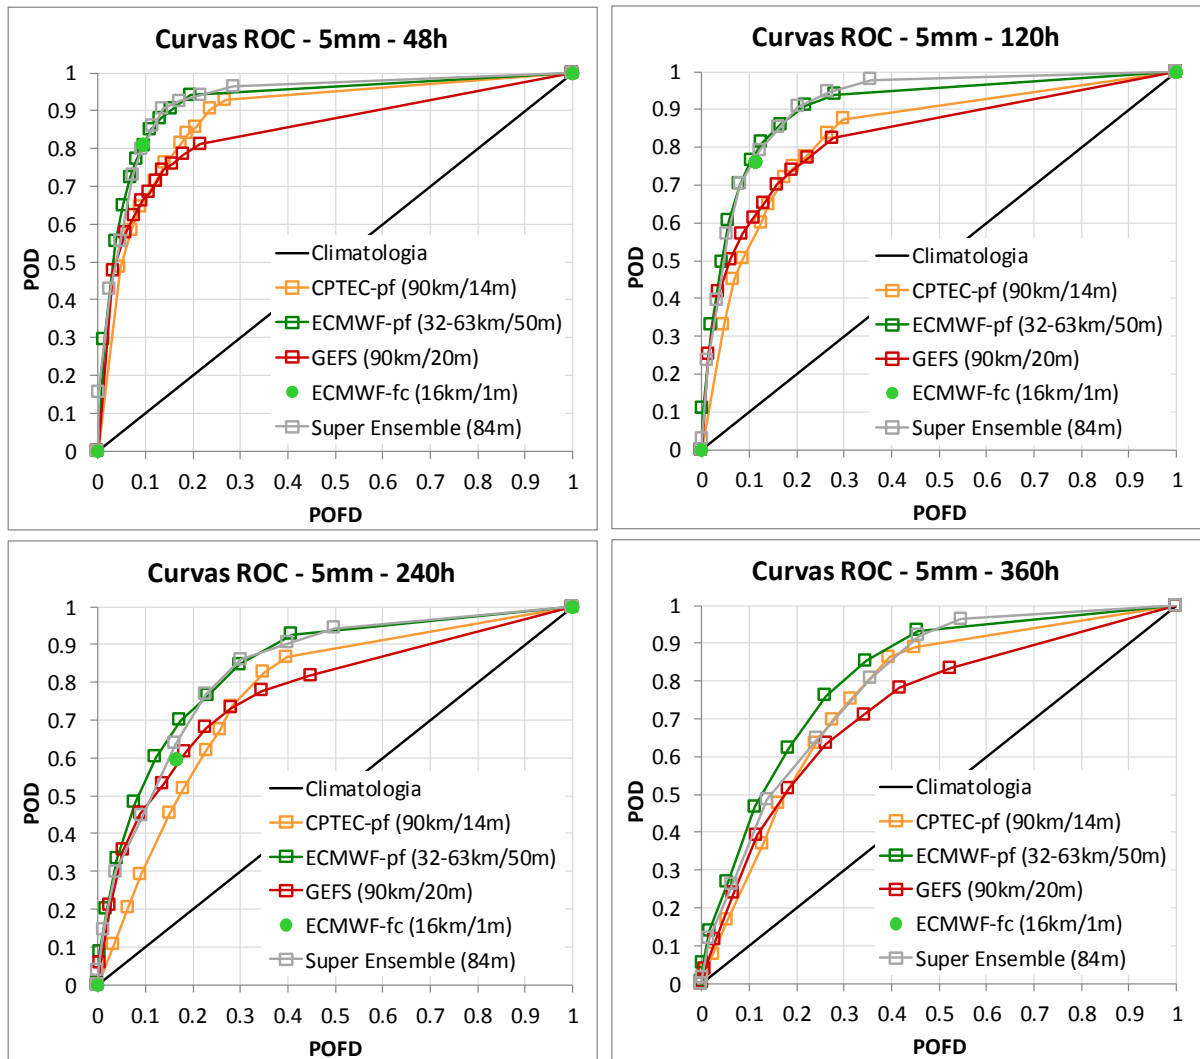 Curvas ROC - 5mm - 48h
1
0.9
0.8
0.7
0.6
0.5
0.4
0.3
0.2
0.1
0
POD
Climatologia
CPTEC-pf (90km/14m)
ECMWF-pf (32-63km/50m)
GEFS (90km/20m)
ECMWF-fc (16km/1m)
Super Ensemble (84m)
0 0.1 0.2 0.3 0.4 0.5 0.6 0.7 0.8 0.9 1
POFD
Curvas ROC - 5mm - 120h
1
0.9
0.8
0.7
0.6
0.5
0.4
0.3
0.2
0.1
0
POD
Climatologia
CPTEC-pf (90km/14m)
ECMWF-pf (32-63km/50m)
GEFS (90km/20m)
ECMWF-fc (16km/1m)
Super Ensemble (84m)
0 0.1 0.2 0.3 0.4 0.5 0.6 0.7 0.8 0.9 1
POFD
Curvas ROC - 5mm - 240h
1
0.9
0.8
0.7
0.6
0.5
0.4
0.3
0.2
0.1
0
POD
Climatologia
CPTEC-pf (90km/14m)
ECMWF-pf (32-63km/50m)
GEFS (90km/20m)
ECMWF-fc (16km/1m)
Super Ensemble (84m)
0 0.1 0.2 0.3 0.4 0.5 0.6 0.7 0.8 0.9 1
POFD
Curvas ROC - 5mm - 360h
1
0.9
0.8
0.7
0.6
0.5
0.4
0.3
0.2
0.1
0
POD
Climatologia
CPTEC-pf (90km/14m)
ECMWF-pf (32-63km/50m)
GEFS (90km/20m)
ECMWF-fc (16km/1m)
Super Ensemble (84m)
0 0.1 0.2 0.3 0.4 0.5 0.6 0.7 0.8 0.9 1
POFD